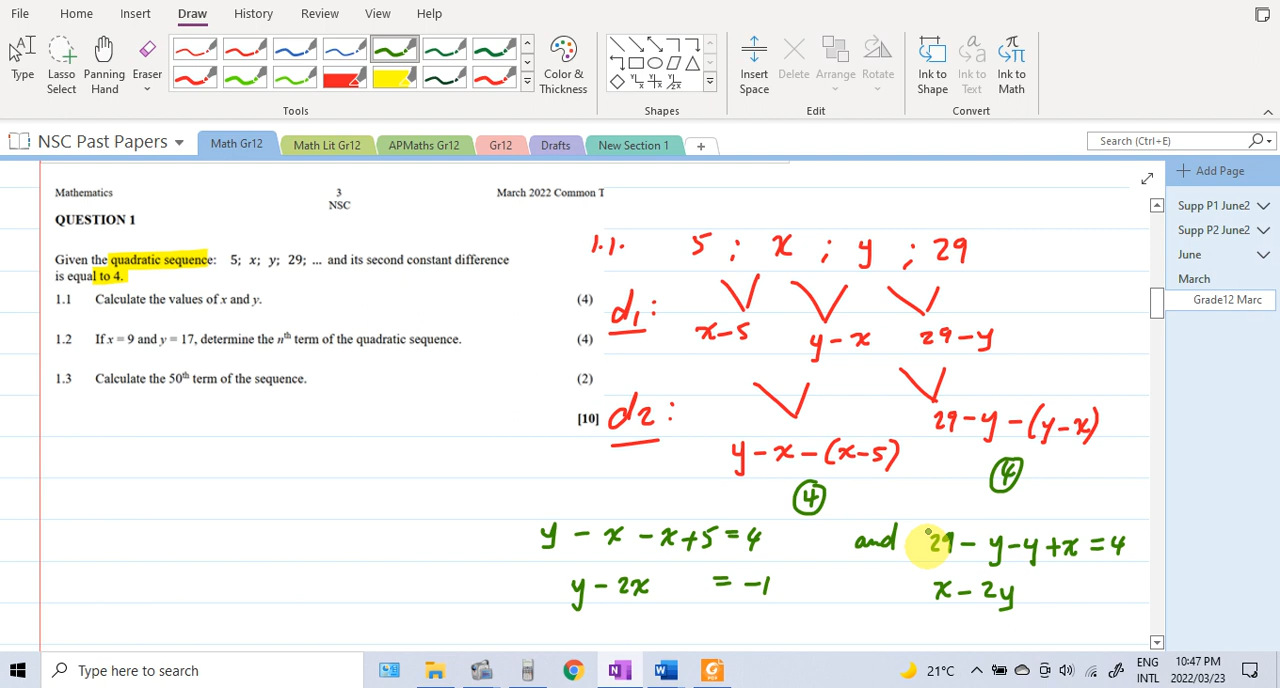 File Home Insert Draw History Review View Help
Type Lasso Select Panning Hand Eraser Color & Thickness Insert Space Delete Arrange Rotate Ink to Shape Ink to Text Ink to Math
Tools Shapes Edit Convert
NSC Past Papers Math Gr12 Math Lit Gr12 APMaths Gr12 Gr12 Drafts New Section 1 + Search (Ctrl+E)
Add Page
Supp P1 June2
Supp P2 June2
June
March
Grade12 Marc
Mathematics 3 March 2022 Common T
NSC
QUESTION 1
Given the quadratic sequence: 5; x; y; 29; ... and its second constant difference
is equal to 4.
1.1 Calculate the values of x and y. (4)
1.2 If x = 9 and y = 17, determine the nth term of the quadratic sequence. (4)
1.3 Calculate the 50th term of the sequence. (2)
[10]
1.1. 5 ; x ; y ; 29
d1: x-5 y-x 29-y
d2: y-x-(x-5) 29-y-(y-x)
4 4
y - x - x + 5 = 4 and 29 - y - y + x = 4
y - 2x = -1 x - 2y
Type here to search 21°C ENG INTL 10:47 PM 2022/03/23